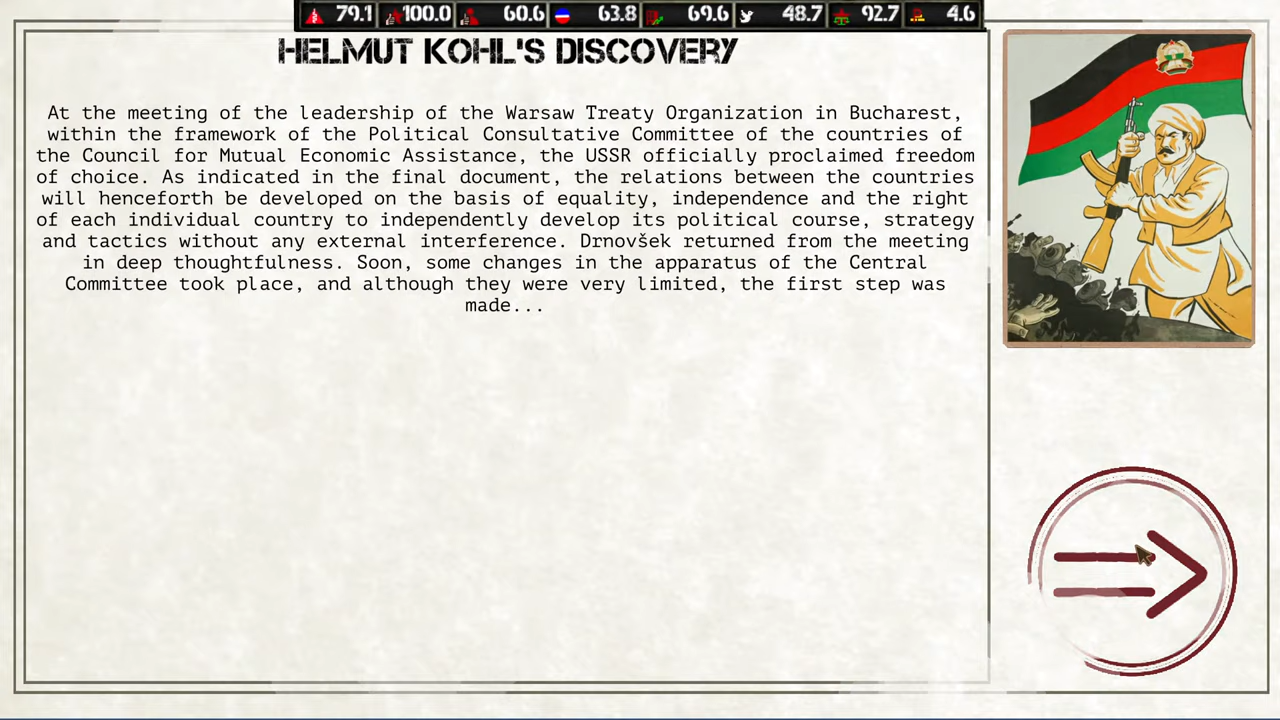 79.1 100.0 60.6 63.8 69.6 48.7 92.7 4.6
HELMUT KOHL'S DISCOVERY
At the meeting of the leadership of the Warsaw Treaty Organization in Bucharest,
within the framework of the Political Consultative Committee of the countries of
the Council for Mutual Economic Assistance, the USSR officially proclaimed freedom
of choice. As indicated in the final document, the relations between the countries
will henceforth be developed on the basis of equality, independence and the right
of each individual country to independently develop its political course, strategy
and tactics without any external interference. Drnovšek returned from the meeting
in deep thoughtfulness. Soon, some changes in the apparatus of the Central
Committee took place, and although they were very limited, the first step was
made...